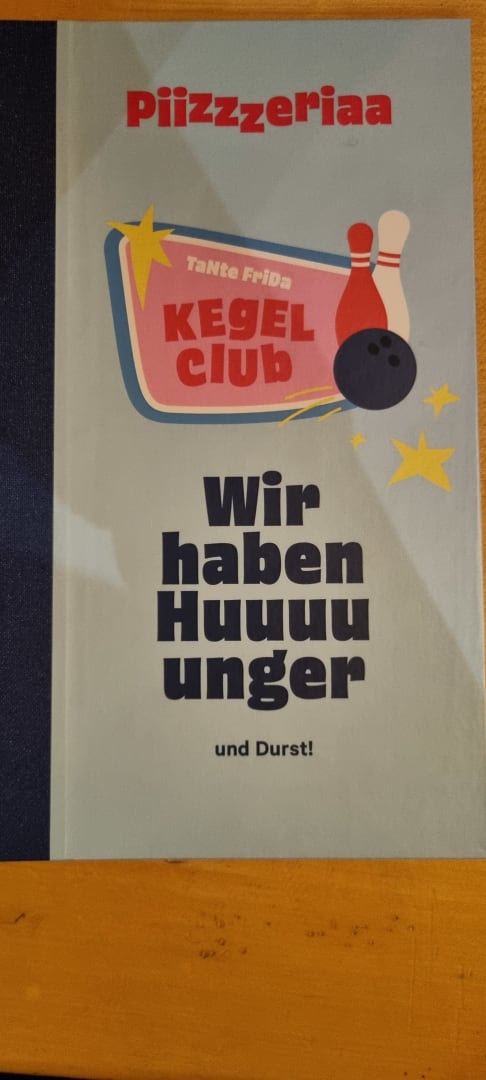 Piizzzeriaa
TaNte FriDa
KEgEL
club
Wir
haben
Huuuu
unger
und Durst!